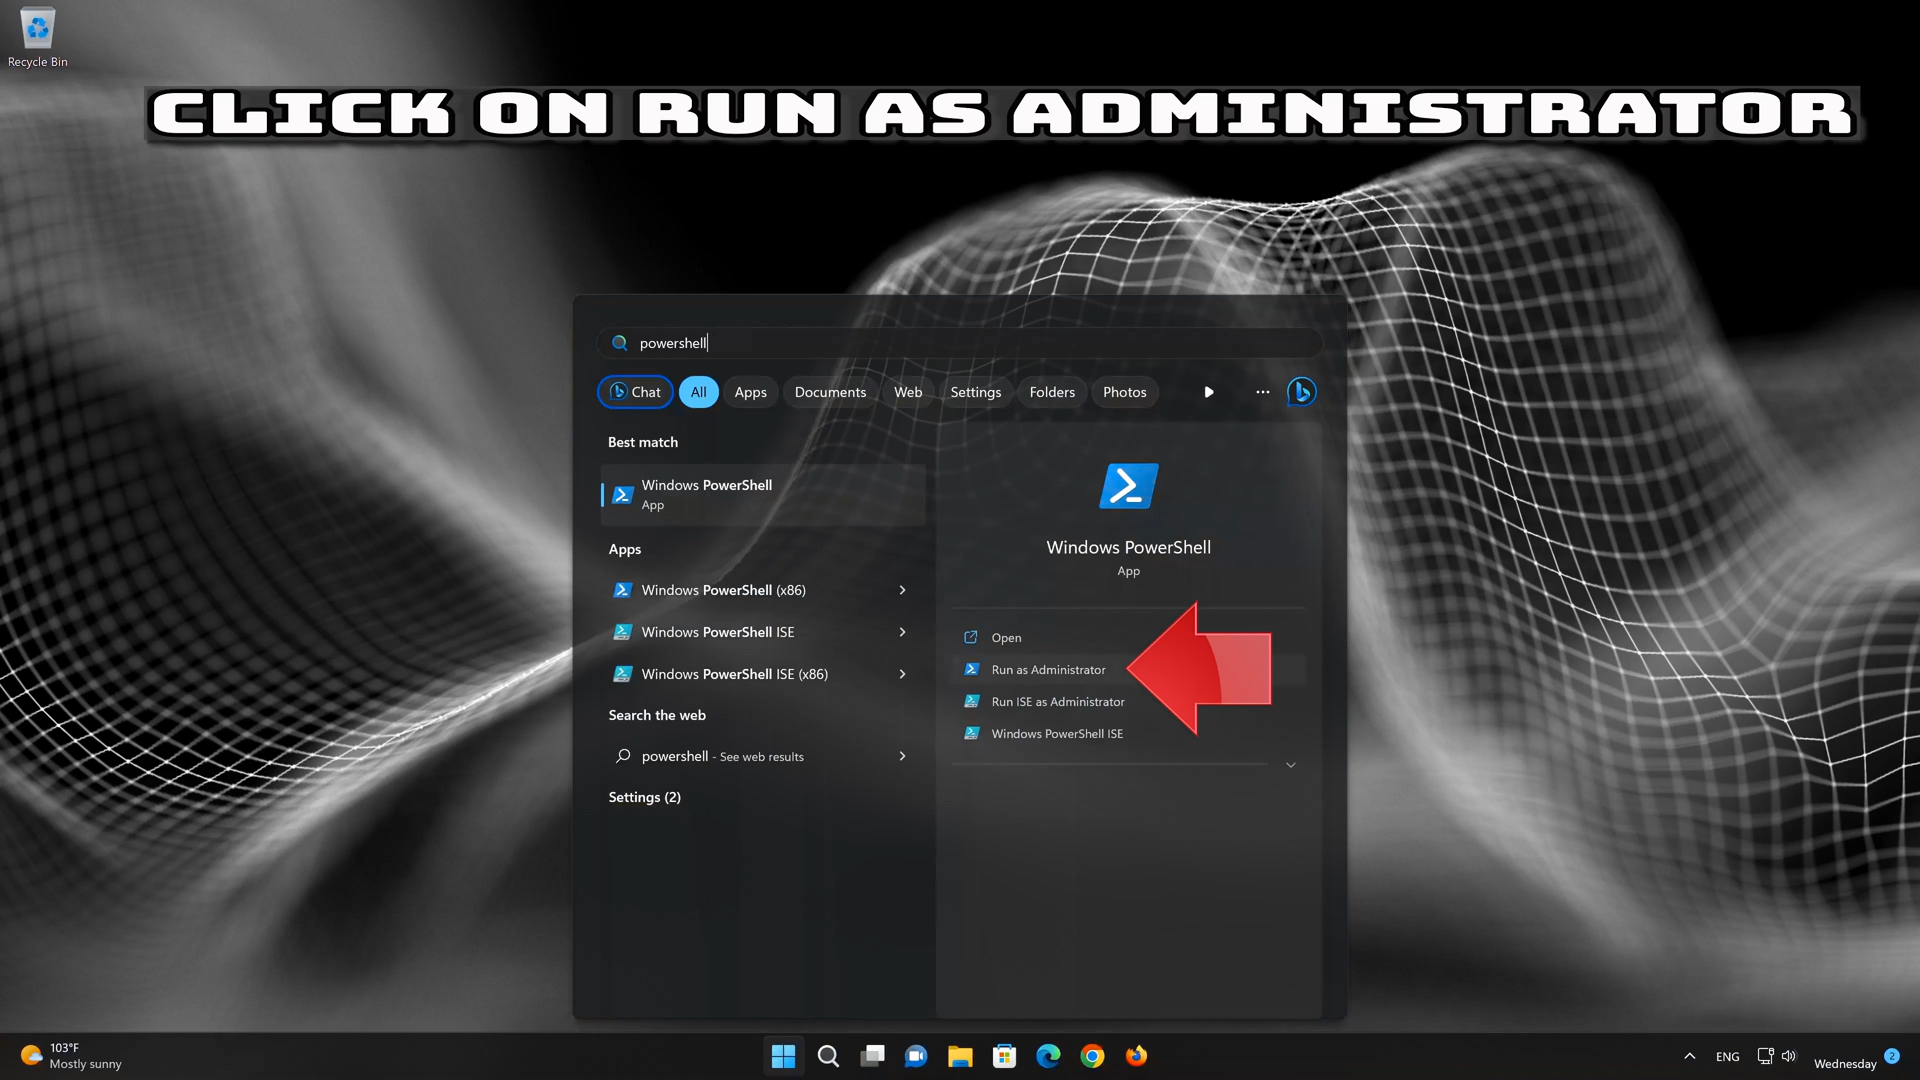 Recycle Bin
CLICK ON RUN AS ADMINISTRATOR
powershell
Chat All Apps Documents Web Settings Folders Photos
Best match
Windows PowerShell
App
Apps
Windows PowerShell (x86)
Windows PowerShell ISE
Windows PowerShell ISE (x86)
Search the web
powershell - See web results
Settings (2)
Windows PowerShell
App
Open
Run as Administrator
Run ISE as Administrator
Windows PowerShell ISE
103°F
Mostly sunny
ENG
Wednesday 2